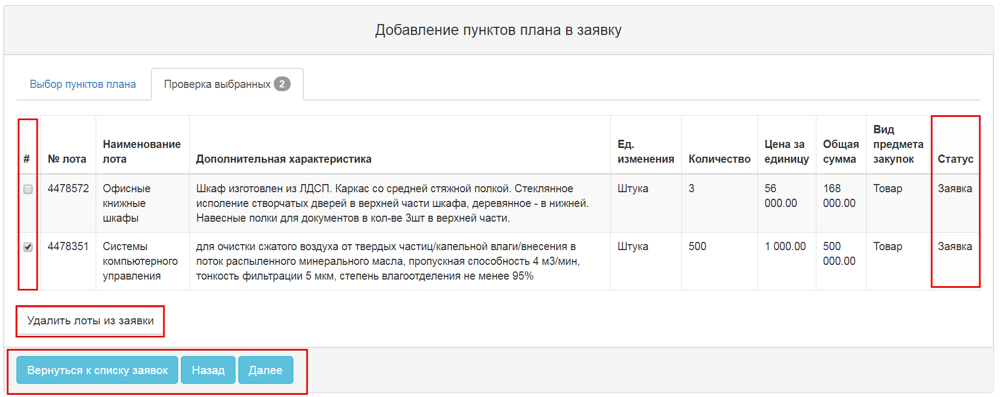 Добавление пунктов плана в заявку
Выбор пунктов плана
Проверка выбранных 2
#
№ лота
Наименование
лота
Дополнительная характеристика
Ед.
изменения
Количество
Цена за
единицу
Общая
сумма
Вид
предмета
закупок
Статус
4478572
Офисные
книжные
шкафы
Шкаф изготовлен из ЛДСП. Каркас со средней стяжной полкой. Стеклянное
исполение створчатых дверей в верхней части шкафа, деревянное - в нижней.
Навесные полки для документов в кол-ве 3шт в верхней части.
Штука
3
56
000.00
168
000.00
Товар
Заявка
4478351
Системы
компьютерного
управления
для очистки сжатого воздуха от твердых частиц/капельной влаги/внесения в
поток распыленного минерального масла, пропускная способность 4 м3/мин,
тонкость фильтрации 5 мкм, степень влагоотделения не менее 95%
Штука
500
1 000.00
500
000.00
Товар
Заявка
Удалить лоты из заявки
Вернуться к списку заявок
Назад
Далее